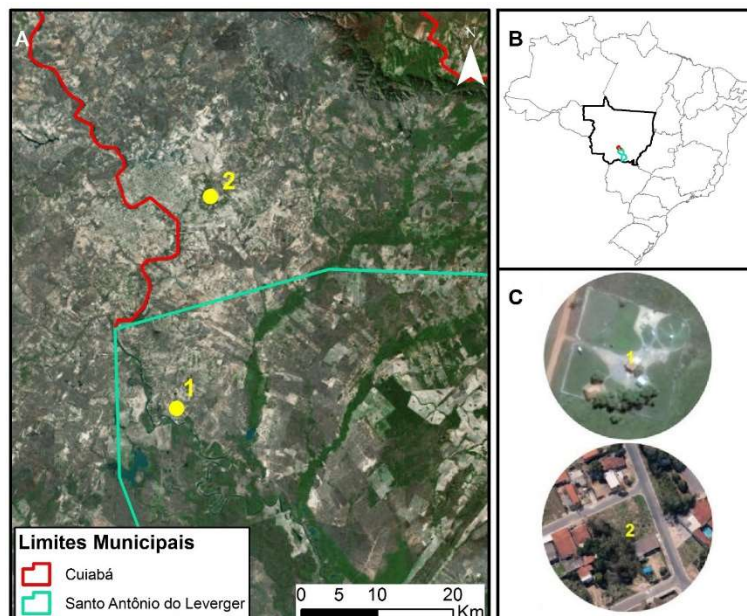 A
N
2
1
Limites Municipais
Cuiabá
Santo Antônio do Leverger
0 5 10 20
Km
B
C
1
2